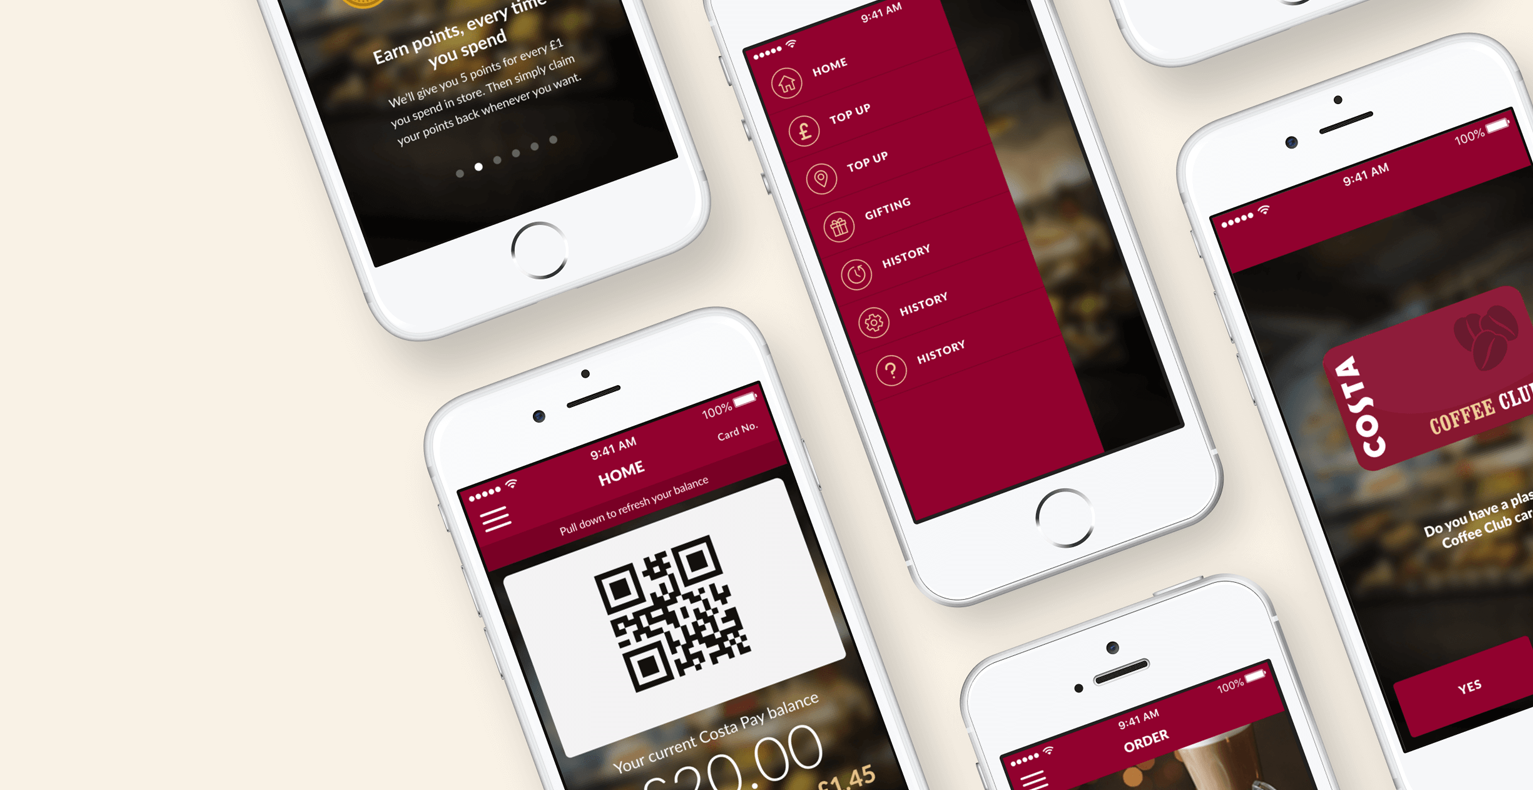 Earn points, every time
you spend
We'll give you 5 points for every £1
you spend in store. Then simply claim
your points back whenever you want.
9:41 AM
HOME
£
TOP UP
TOP UP
GIFTING
HISTORY
HISTORY
?
HISTORY
100%
9:41 AM
COSTA
COFFEE
Do you have a
Coffee Club
YES
100%
9:41 AM
Card No.
HOME
Pull down to refresh your balance
Your current Costa Pay balance
£20.00
£1.45
100%
9:41 AM
ORDER